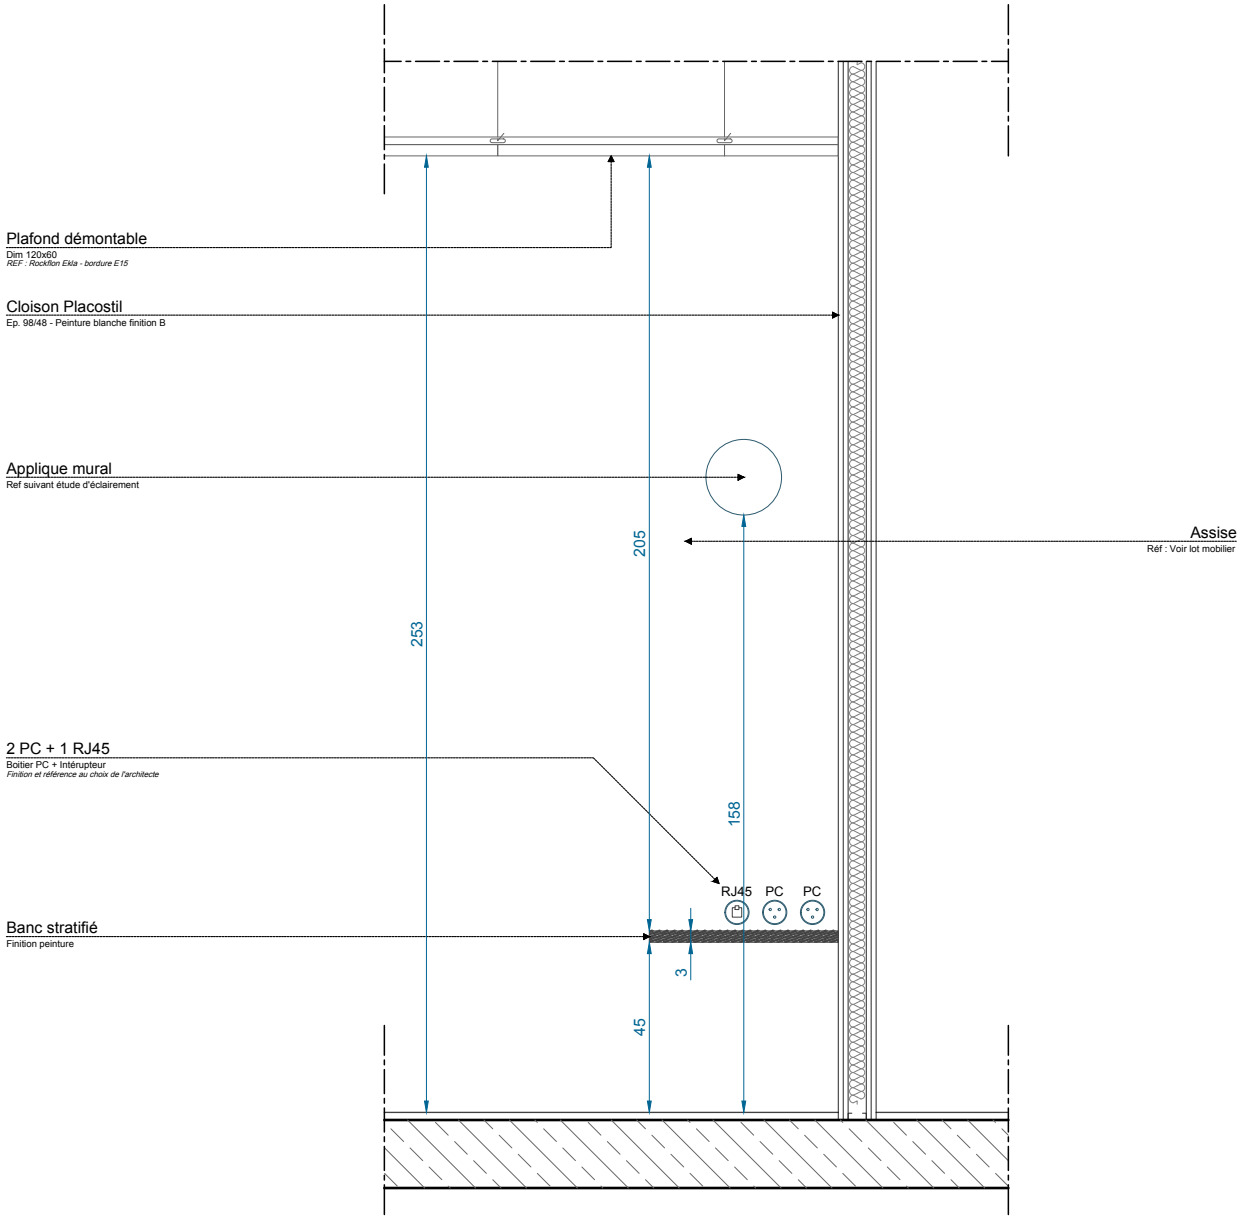 Plafond démontable
Dim 120x60
REF : Rockflon Ekla - bordure E15
Cloison Placostil
Ep. 98/48 - Peinture blanche finition B
Applique mural
Ref suivant étude d'éclairement
Assise
Réf : Voir lot mobilier
205
253
2 PC + 1 RJ45
Boitier PC + Intérupteur
Finition et référence au choix de l'architecte
158
RJ45 PC PC
Banc stratifié
Finition peinture
3
45